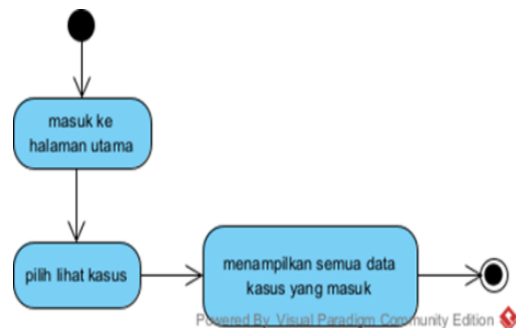 masuk ke
halaman utama
pilih lihat kasus
menampilkan semua data
kasus yang masuk
Powered By Visual Paradigm Community Edition